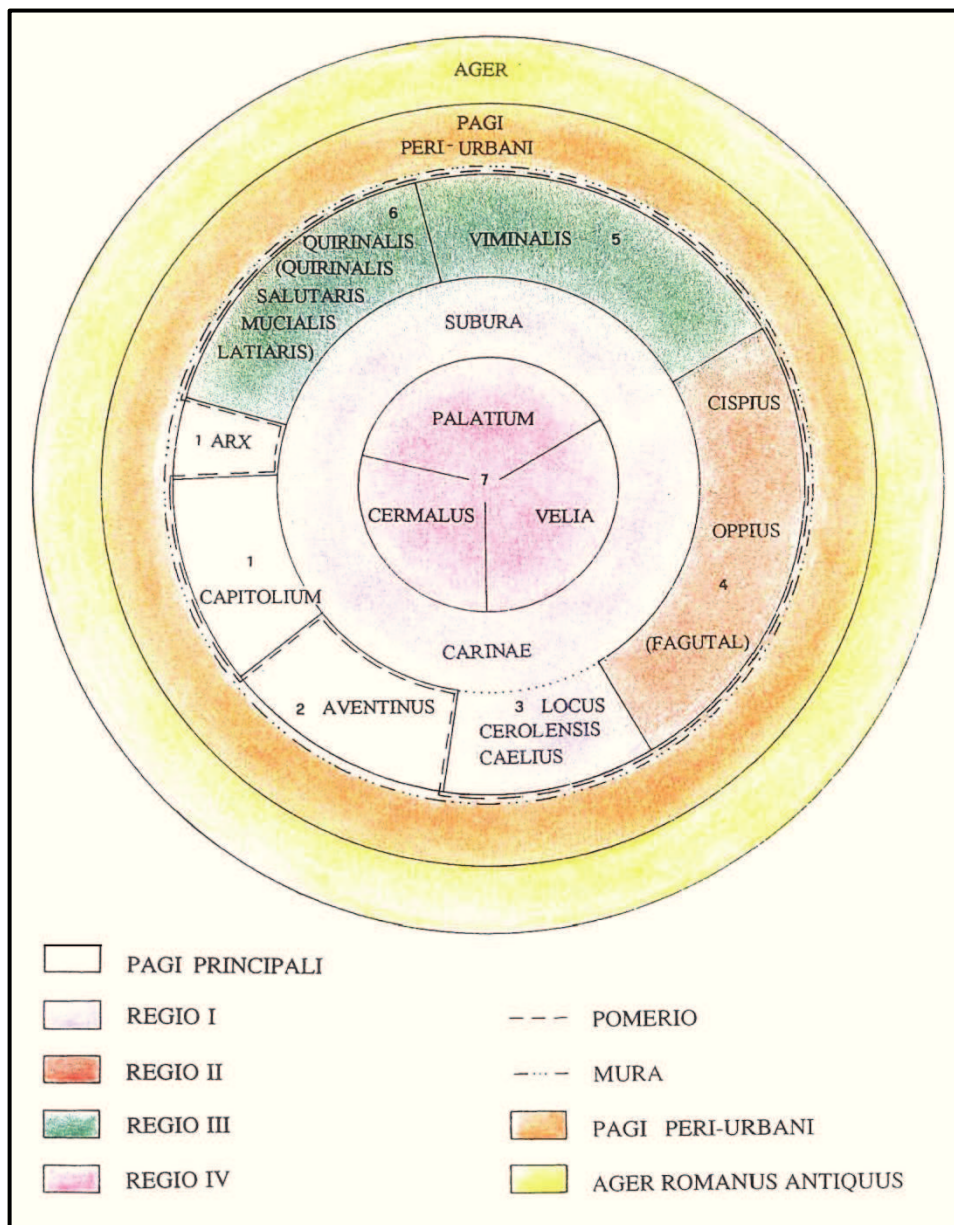 AGER
PAGI
PERI-URBANI
6
QUIRINALIS
(QUIRINALIS
SALUTARIS
MUCIALIS
LATIARIS)
VIMINALIS 5
SUBURA
CISPIUS
PALATIUM
1 ARX
7
CERMALUS
VELIA
OPPIUS
1
CAPITOLIUM
4
(FAGUTAL)
CARINAE
2 AVENTINUS
3 LOCUS
CEROLENSIS
CAELIUS
PAGI PRINCIPALI
REGIO I
REGIO II
REGIO III
REGIO IV
POMERIO
MURA
PAGI PERI-URBANI
AGER ROMANUS ANTIQUUS